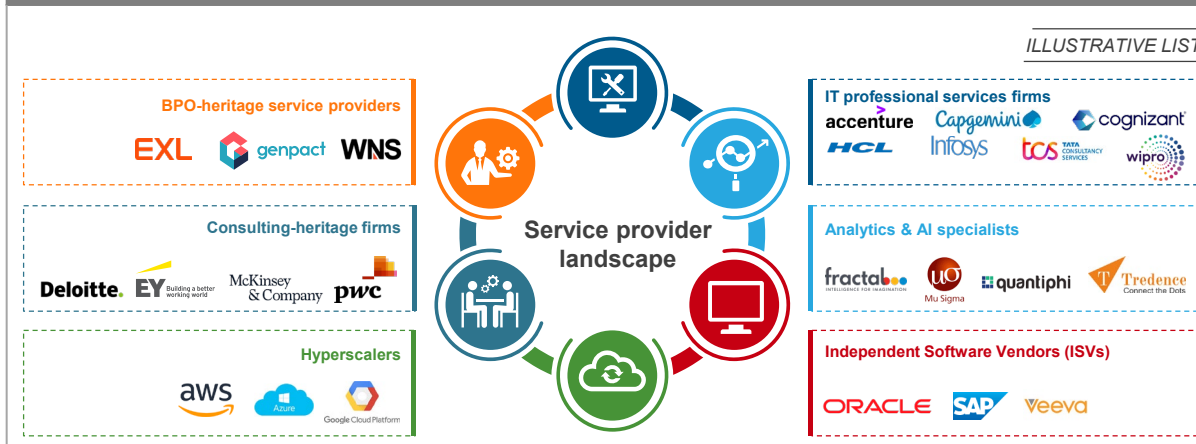 ILLUSTRATIVE LIST
BPO-heritage service providers
EXL genpact WNS
Consulting-heritage firms
Deloitte. EY Building a better
working world
McKinsey
& Company
pwc
Hyperscalers
aws
Azure
Google Cloud Platform
Service provider
landscape
IT professional services firms
accenture Capgemini cognizant
HCL Infosys tcs TATA
CONSULTANCY
SERVICES
wipro
Analytics & AI specialists
fractal
INTELLIGENCE FOR IMAGINATION
μσ
Mu Sigma
quantiphi
T Tredence
Connect the Dots
Independent Software Vendors (ISVs)
ORACLE SAP Veeva